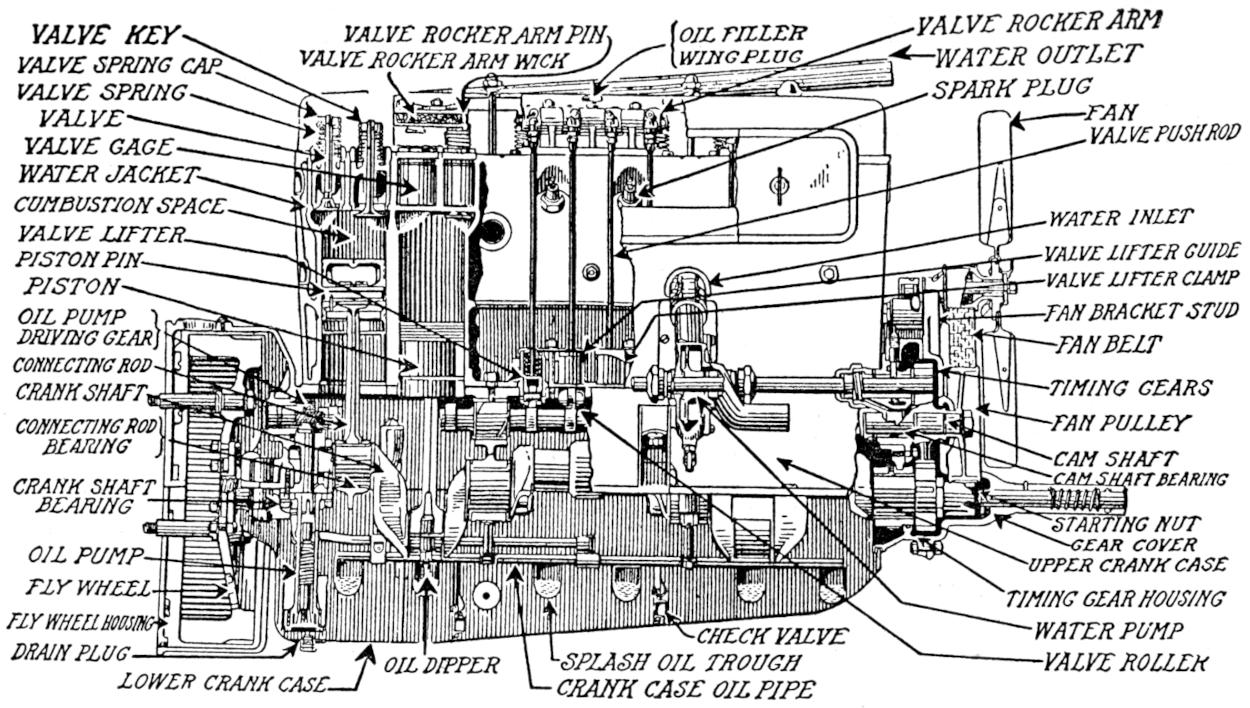 VALVE KEY
VALVE SPRING CAP
VALVE SPRING
VALVE
VALVE GAGE
WATER JACKET
CUMBUSTION SPACE
VALVE LIFTER
PISTON PIN
PISTON
OIL PUMP
DRIVING GEAR
CONNECTING ROD
CRANK SHAFT
CONNECTING ROD
BEARING
CRANK SHAFT
BEARING
OIL PUMP
FLY WHEEL
FLY WHEEL HOUSING
DRAIN PLUG
LOWER CRANK CASE
VALVE ROCKER ARM PIN
VALVE ROCKER ARM WICK
OIL FILLER
WING PLUG
VALVE ROCKER ARM
WATER OUTLET
SPARK PLUG
FAN
VALVE PUSH ROD
WATER INLET
VALVE LIFTER GUIDE
VALVE LIFTER CLAMP
FAN BRACKET STUD
FAN BELT
TIMING GEARS
FAN PULLEY
CAM SHAFT
CAM SHAFT BEARING
STARTING NUT
GEAR COVER
UPPER CRANK CASE
TIMING GEAR HOUSING
WATER PUMP
VALVE ROLLER
OIL DIPPER
CHECK VALVE
SPLASH OIL TROUGH
CRANK CASE OIL PIPE